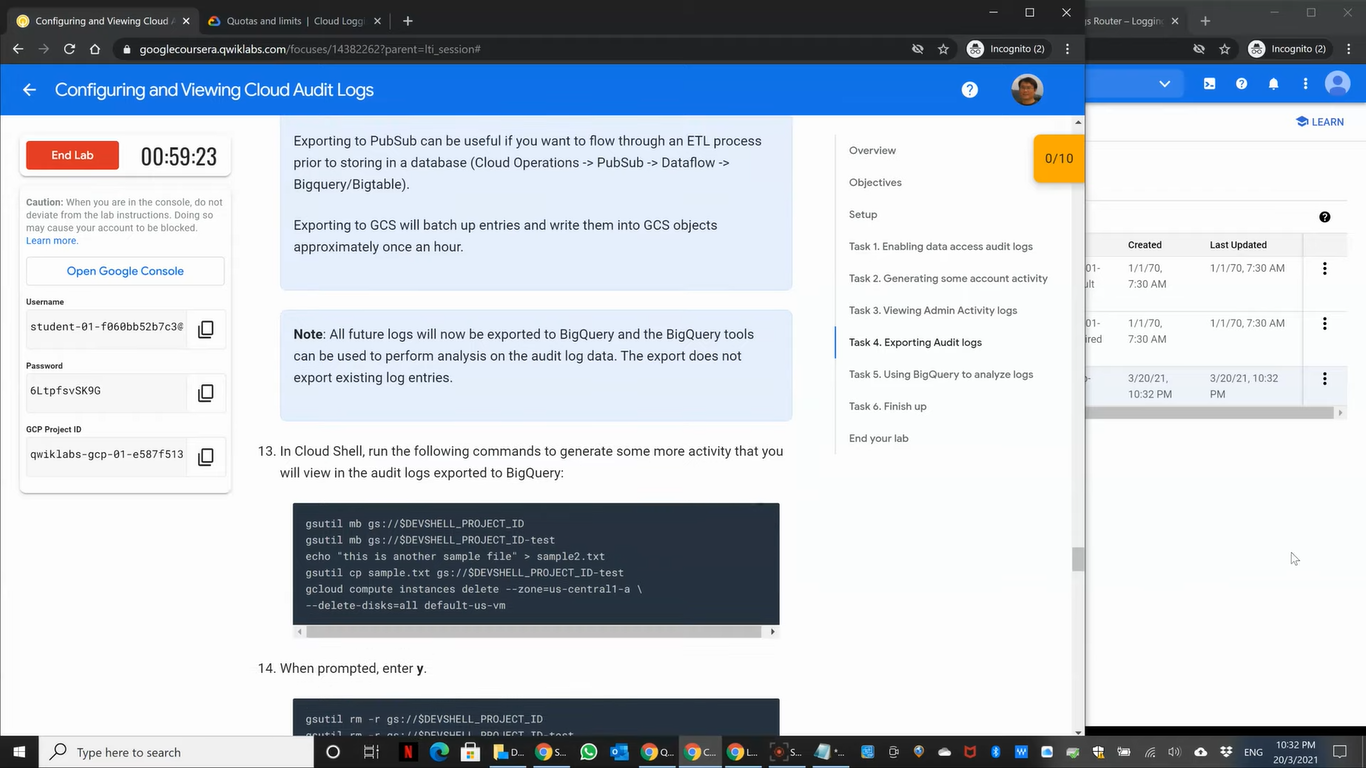 Configuring and Viewing Cloud A
Quotas and limits | Cloud Loggi
gs Router – Loggin
googlecoursera.qwiklabs.com/focuses/14382262?parent=lti_session#
Incognito (2)
Incognito (2)
Configuring and Viewing Cloud Audit Logs
LEARN
End Lab
00:59:23
0/10
Caution: When you are in the console, do not
deviate from the lab instructions. Doing so
may cause your account to be blocked.
Learn more.
Open Google Console
Username
student-01-f060bb52b7c3@
Password
6LtpfsvSK9G
GCP Project ID
qwiklabs-gcp-01-e587f513
Exporting to PubSub can be useful if you want to flow through an ETL process
prior to storing in a database (Cloud Operations -> PubSub -> Dataflow ->
Bigquery/Bigtable).
Exporting to GCS will batch up entries and write them into GCS objects
approximately once an hour.
Note: All future logs will now be exported to BigQuery and the BigQuery tools
can be used to perform analysis on the audit log data. The export does not
export existing log entries.
13. In Cloud Shell, run the following commands to generate some more activity that you
will view in the audit logs exported to BigQuery:
gsutil mb gs://$DEVSHELL_PROJECT_ID
gsutil mb gs://$DEVSHELL_PROJECT_ID-test
echo "this is another sample file" > sample2.txt
gsutil cp sample.txt gs://$DEVSHELL_PROJECT_ID-test
gcloud compute instances delete --zone=us-central1-a \
--delete-disks=all default-us-vm
14. When prompted, enter y.
gsutil rm -r gs://$DEVSHELL_PROJECT_ID
Overview
Objectives
Setup
Task 1. Enabling data access audit logs
Task 2. Generating some account activity
Task 3. Viewing Admin Activity logs
Task 4. Exporting Audit logs
Task 5. Using BigQuery to analyze logs
Task 6. Finish up
End your lab
Created
Last Updated
01-
ult
1/1/70,
7:30 AM
1/1/70, 7:30 AM
01-
ired
1/1/70,
7:30 AM
1/1/70, 7:30 AM
3/20/21,
10:32 PM
3/20/21, 10:32
PM
Type here to search
D...
S...
Q...
C...
L...
S...
ENG
10:32 PM
20/3/2021